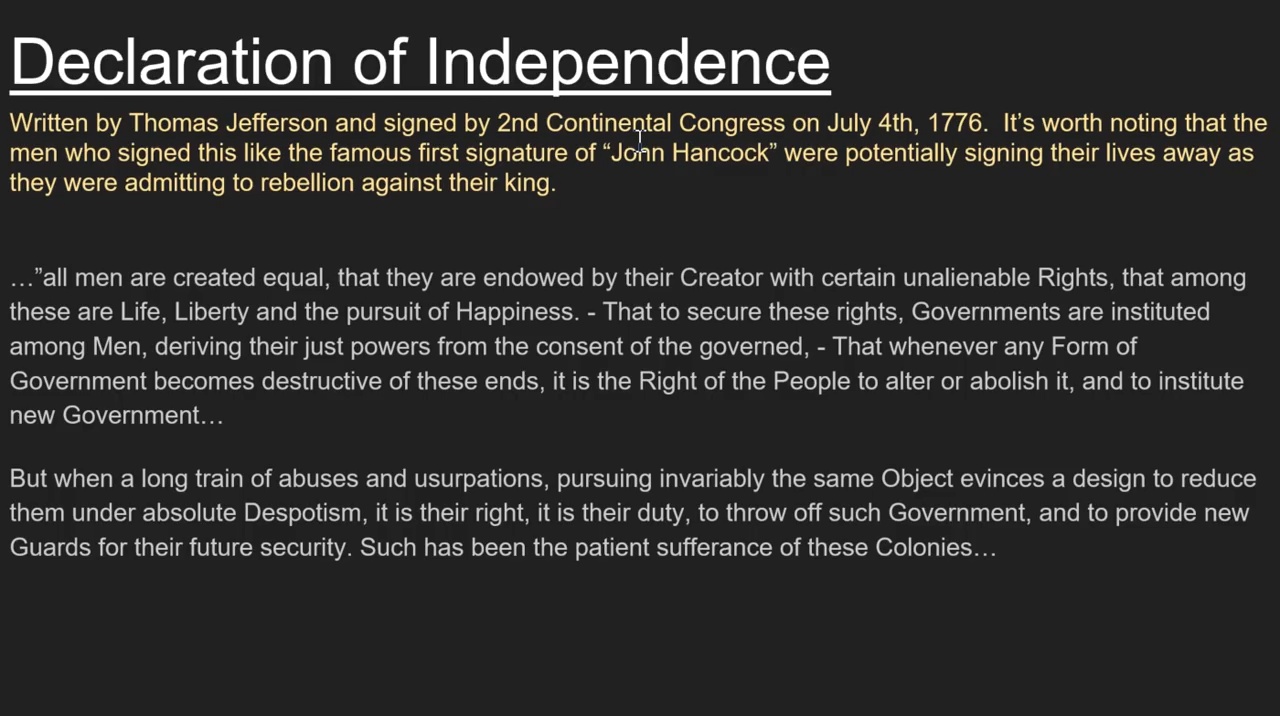 Declaration of Independence
Written by Thomas Jefferson and signed by 2nd Continental Congress on July 4th, 1776.  It’s worth noting that the
men who signed this like the famous first signature of “John Hancock” were potentially signing their lives away as
they were admitting to rebellion against their king.
…”all men are created equal, that they are endowed by their Creator with certain unalienable Rights, that among
these are Life, Liberty and the pursuit of Happiness. - That to secure these rights, Governments are instituted
among Men, deriving their just powers from the consent of the governed, - That whenever any Form of
Government becomes destructive of these ends, it is the Right of the People to alter or abolish it, and to institute
new Government…
But when a long train of abuses and usurpations, pursuing invariably the same Object evinces a design to reduce
them under absolute Despotism, it is their right, it is their duty, to throw off such Government, and to provide new
Guards for their future security. Such has been the patient sufferance of these Colonies…